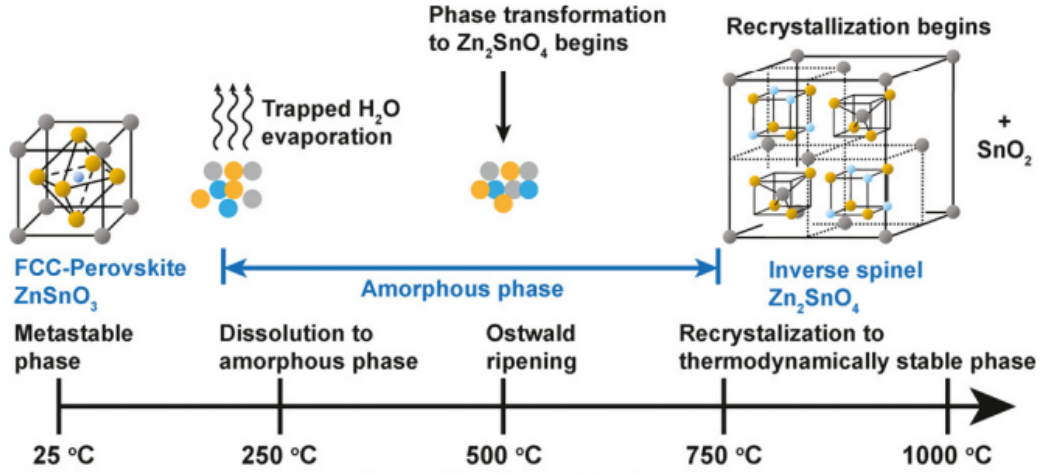 Phase transformation
to Zn₂SnO₄ begins
Recrystallization begins
Trapped H₂O
evaporation
+
SnO₂
FCC-Perovskite
ZnSnO₃
Amorphous phase
Inverse spinel
Zn₂SnO₄
Metastable
phase
Dissolution to
amorphous phase
Ostwald
ripening
Recrystalization to
thermodynamically stable phase
25 °C
250 °C
500 °C
750 °C
1000 °C